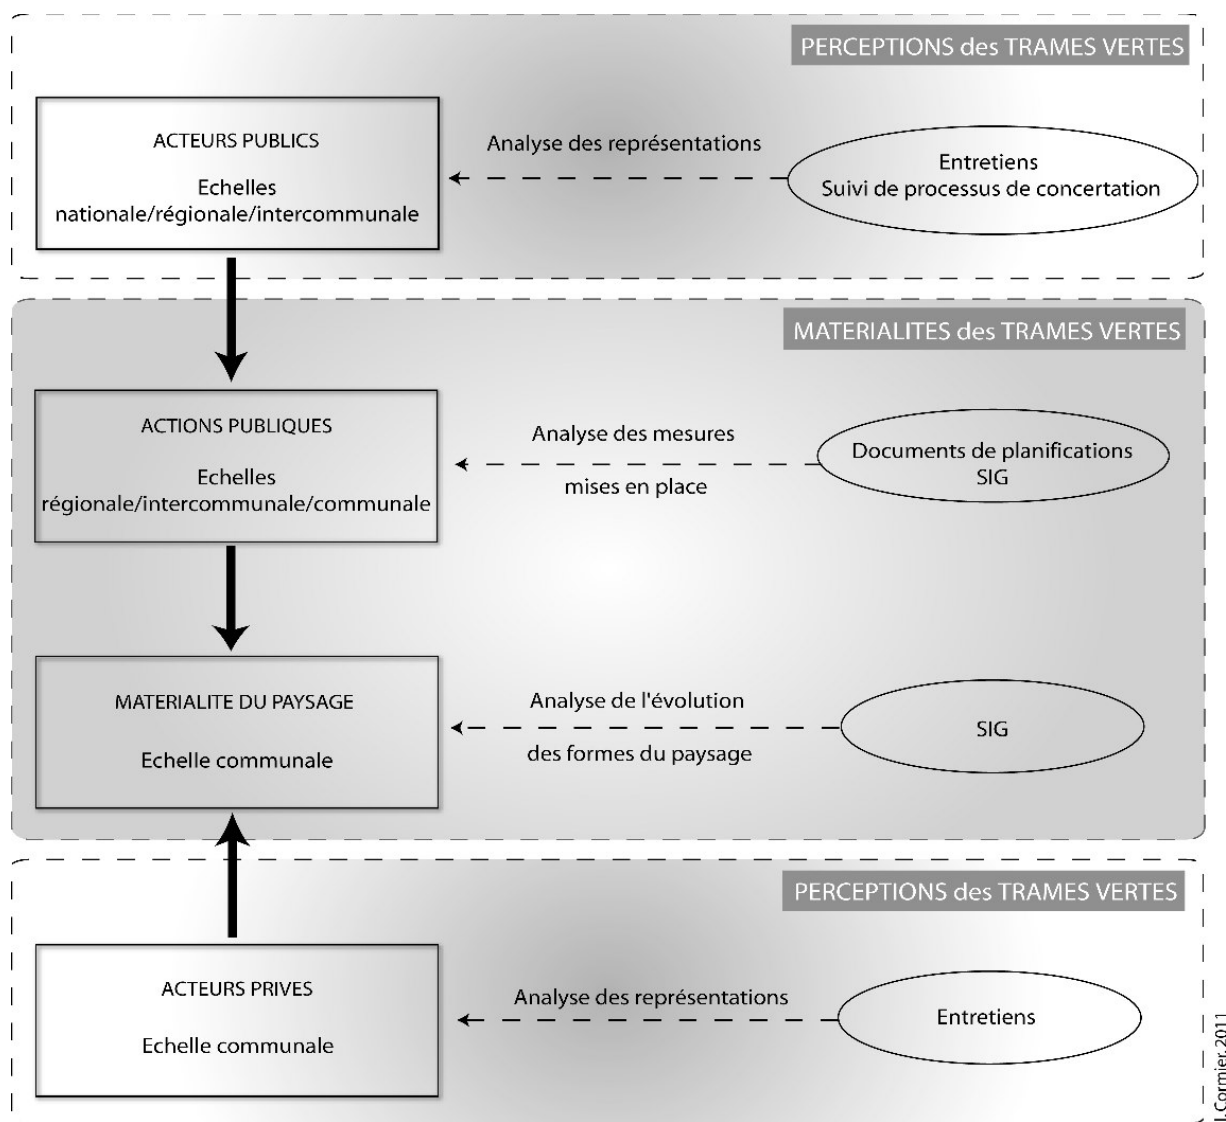 PERCEPTIONS des TRAMES VERTES
ACTEURS PUBLICS
Echelles
nationale/régionale/intercommunale
Analyse des représentations
Entretiens
Suivi de processus de concertation
MATERIALITES des TRAMES VERTES
ACTIONS PUBLIQUES
Echelles
régionale/intercommunale/communale
Analyse des mesures
mises en place
Documents de planifications
SIG
MATERIALITE DU PAYSAGE
Echelle communale
Analyse de l'évolution
des formes du paysage
SIG
PERCEPTIONS des TRAMES VERTES
ACTEURS PRIVES
Echelle communale
Analyse des représentations
Entretiens
L.Cormier, 2011